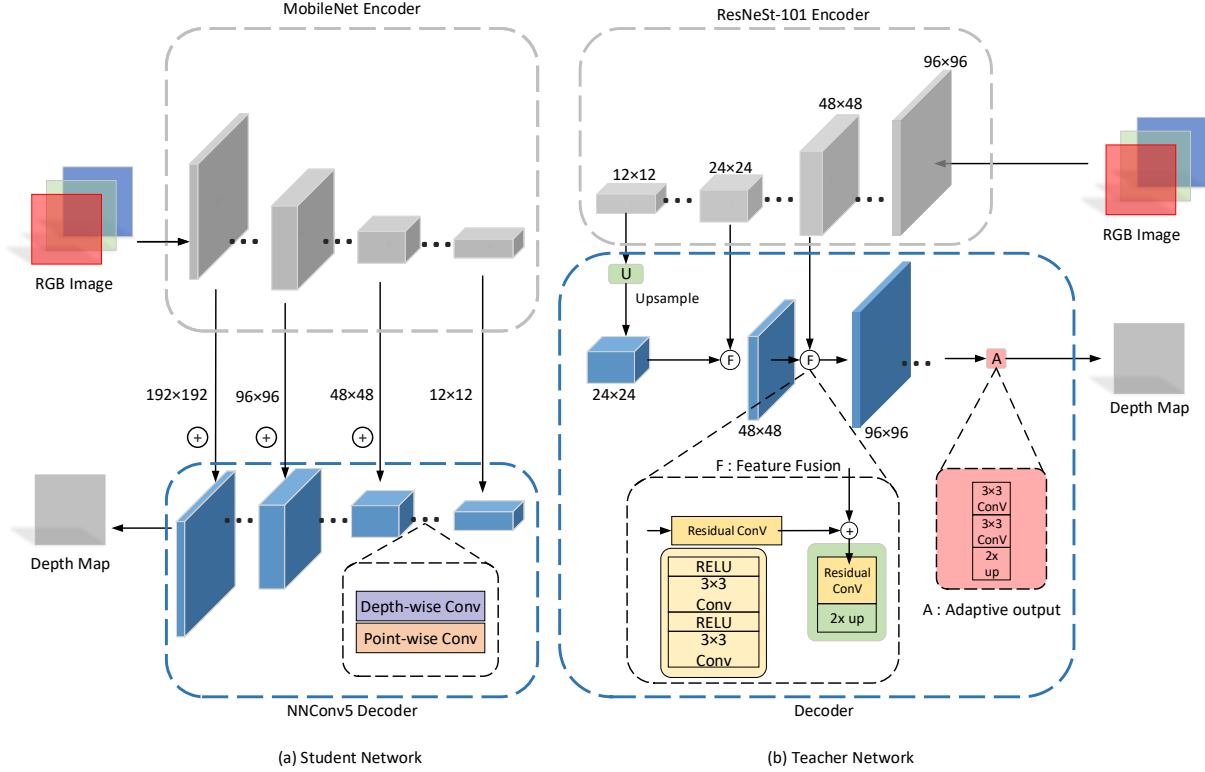 MobileNet Encoder
RGB Image
192×192
96×96
48×48
12×12
+
+
+
Depth Map
Depth-wise Conv
Point-wise Conv
NNConv5 Decoder
(a) Student Network
ResNeSt-101 Encoder
96×96
48×48
24×24
12×12
RGB Image
U
Upsample
F
F
A
24×24
48×48
96×96
Depth Map
F : Feature Fusion
Residual ConV
+
RELU
3×3
Conv
RELU
3×3
Conv
Residual
ConV
2x up
3×3
ConV
3×3
ConV
2x
up
A : Adaptive output
Decoder
(b) Teacher Network